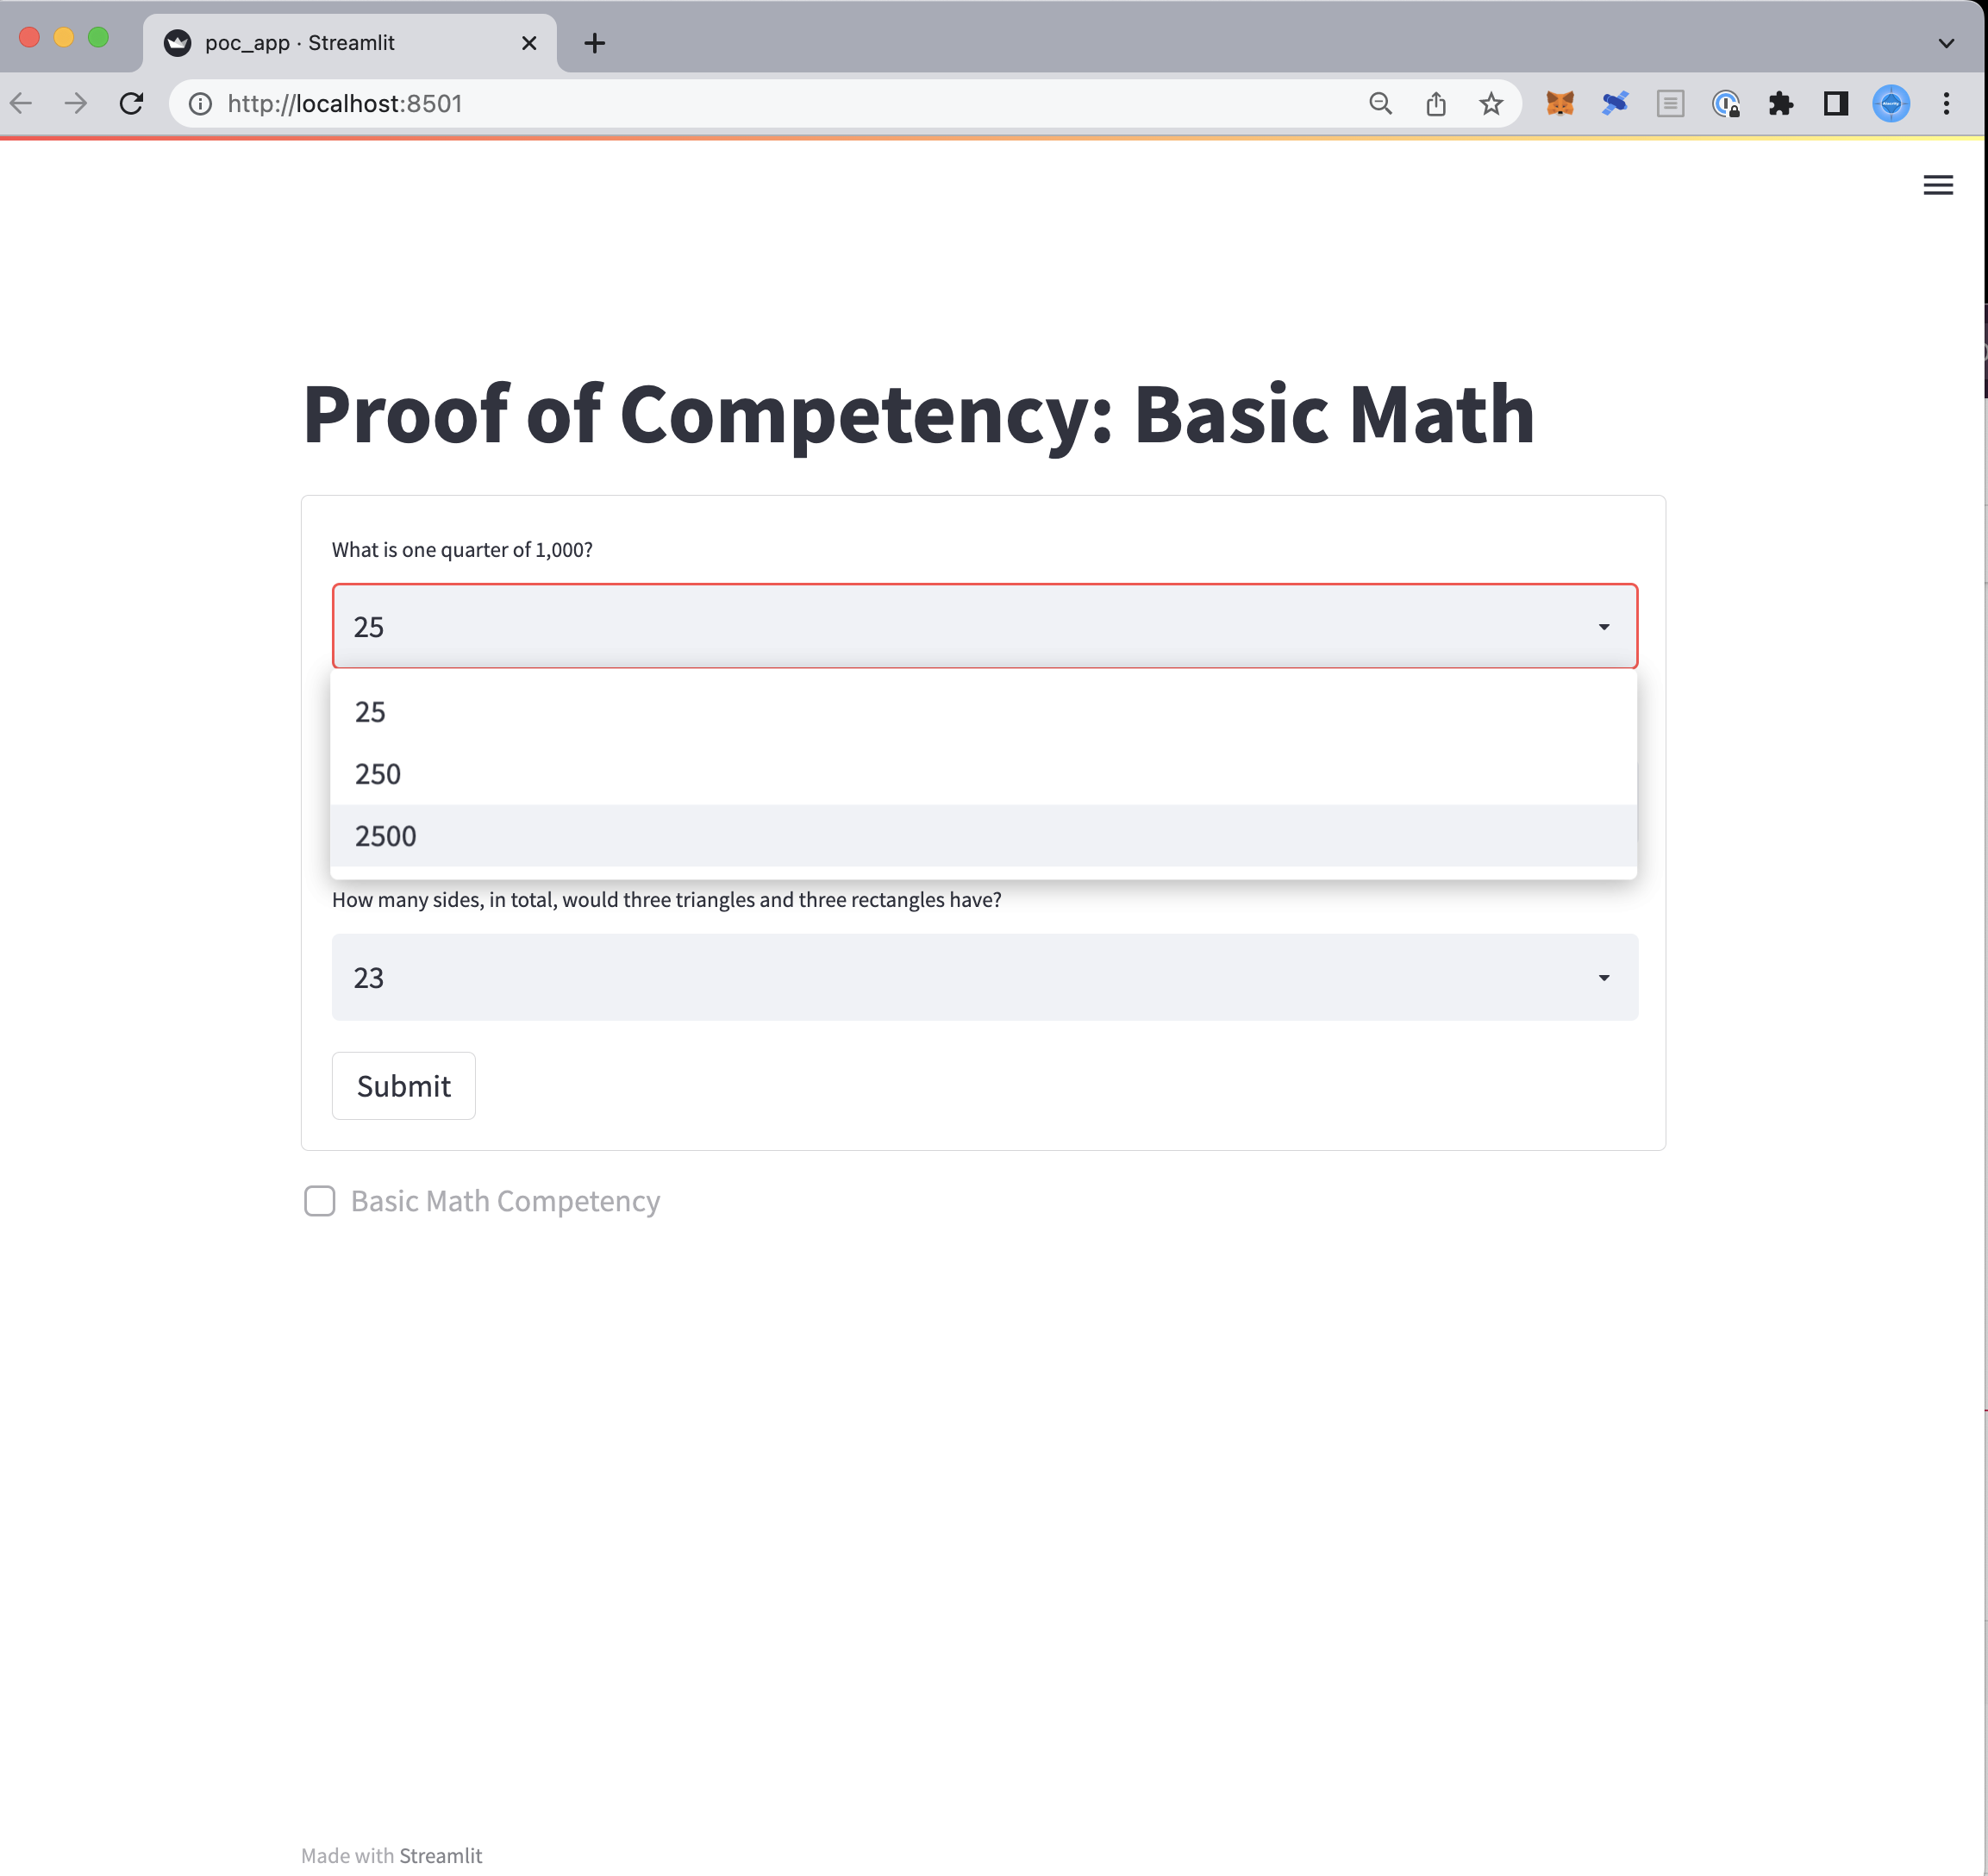 poc_app · Streamlit
http://localhost:8501
Proof of Competency: Basic Math
What is one quarter of 1,000?
25
25
250
2500
How many sides, in total, would three triangles and three rectangles have?
23
Submit
Basic Math Competency
Made with Streamlit